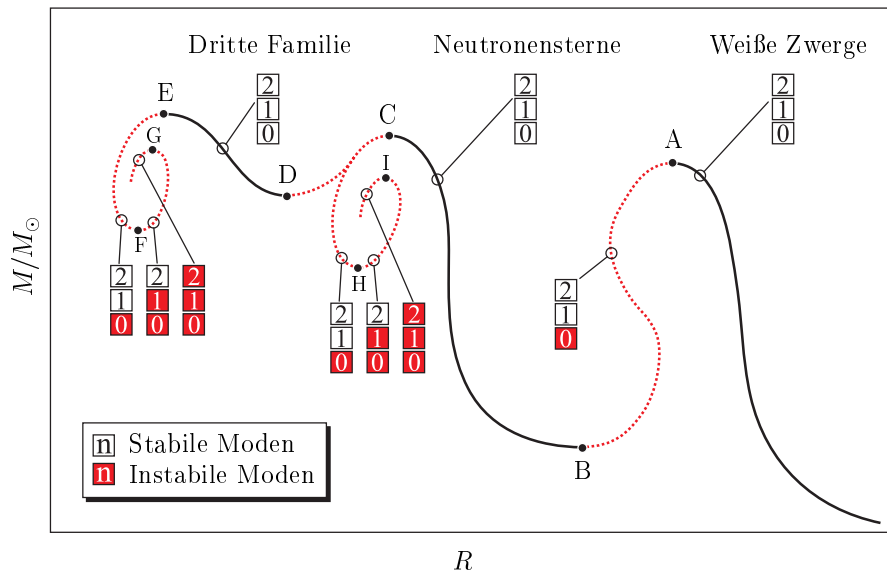 Dritte Familie
Neutronensterne
Weiße Zwerge
2
1
0
2
1
0
2
1
0
E
G
F
D
C
I
H
A
B
2
1
0
2
1
0
2
1
0
2
1
0
2
1
0
2
1
0
2
1
0
M/M⊙
n Stabile Moden
n Instabile Moden
R